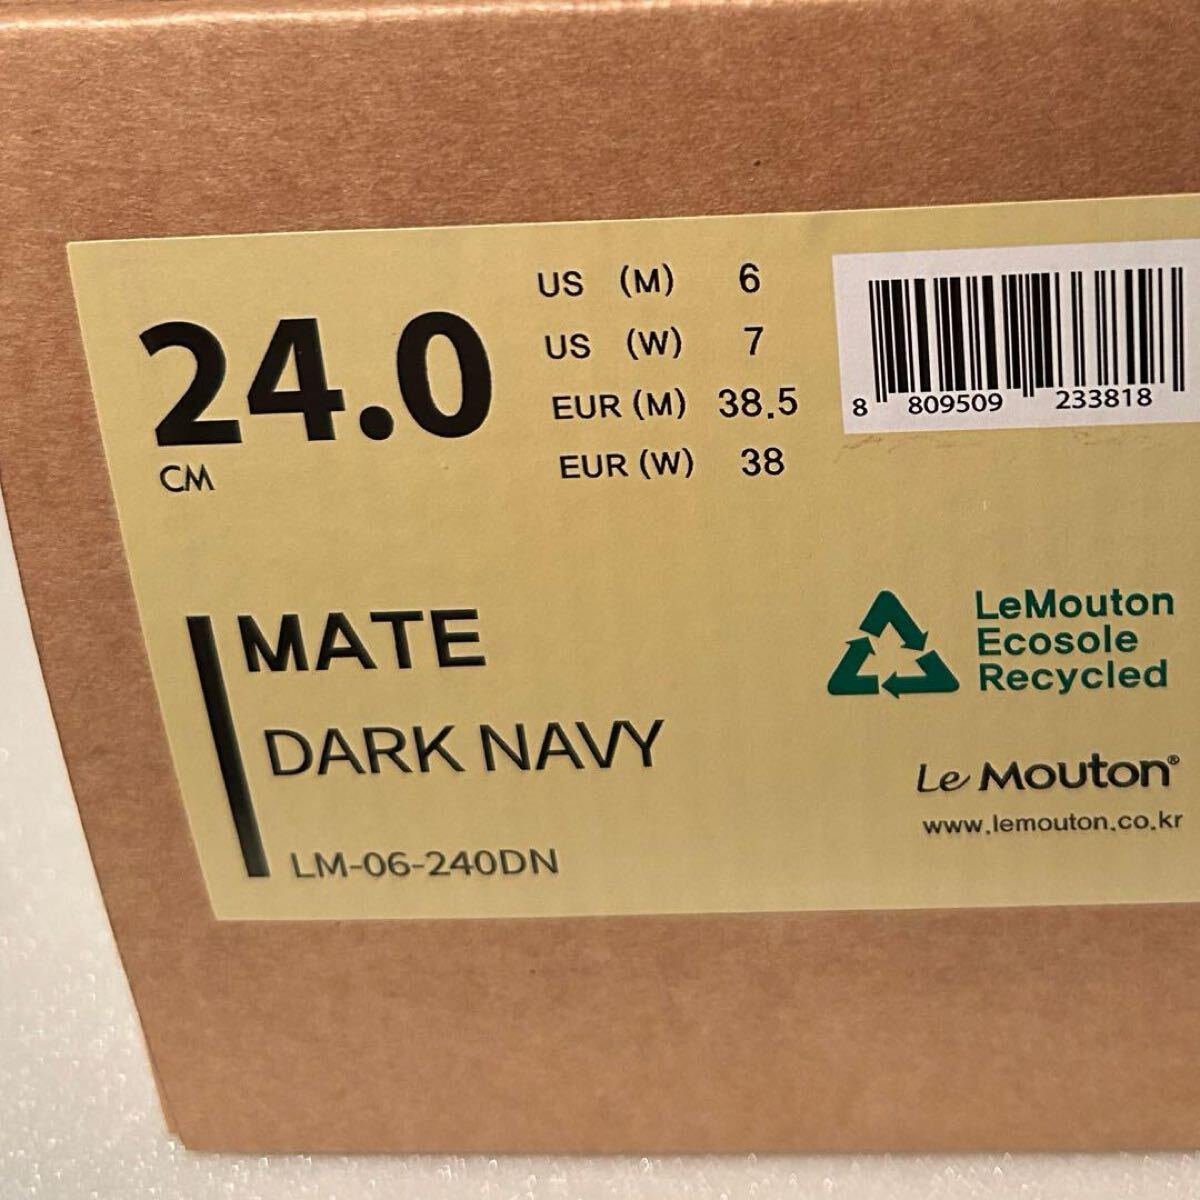 24.0
CM
US (M) 6
US (W) 7
EUR (M) 38.5
EUR (W) 38
8 809509 233818
MATE
DARK NAVY
LM-06-240DN
LeMouton
Ecosole
Recycled
Le Mouton®
www.lemouton.co.kr